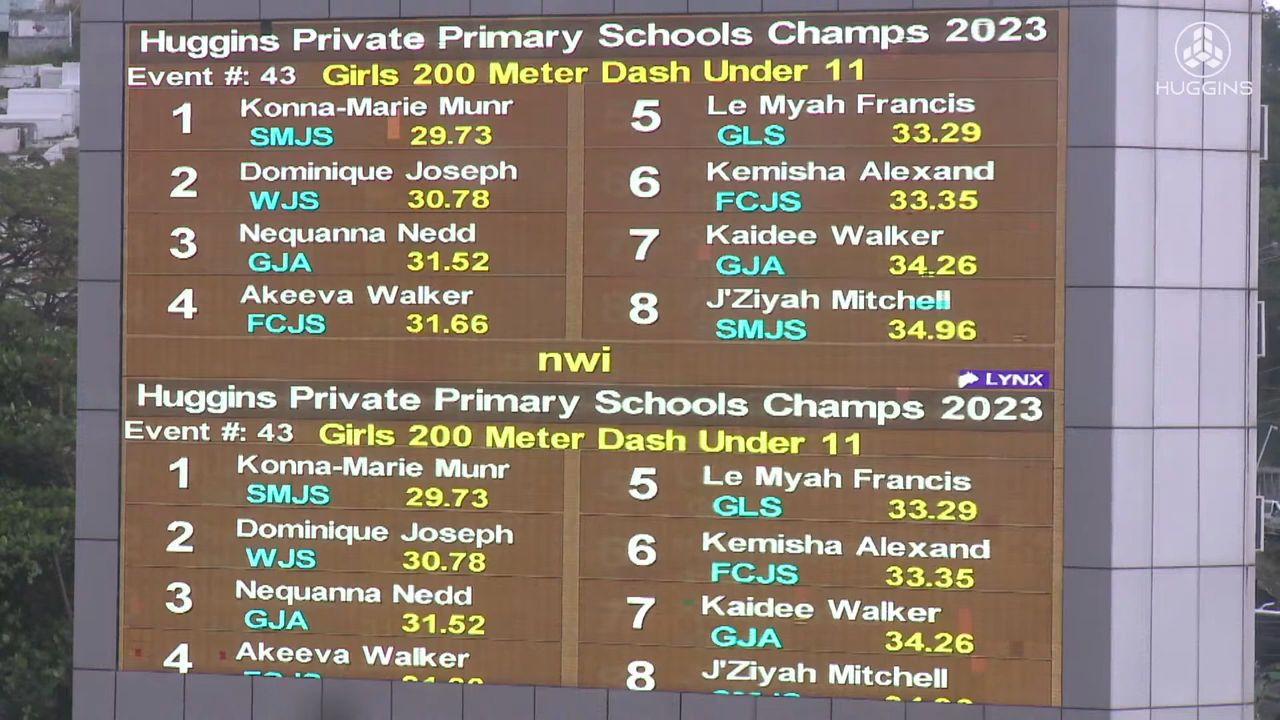 HUGGINS
Huggins Private Primary Schools Champs 2023
Event #: 43 Girls 200 Meter Dash Under 11
1 Konna-Marie Munr
SMJS 29.73
2 Dominique Joseph
WJS 30.78
3 Nequanna Nedd
GJA 31.52
4 Akeeva Walker
FCJS 31.66
5 Le Myah Francis
GLS 33.29
6 Kemisha Alexand
FCJS 33.35
7 Kaidee Walker
GJA 34.26
8 J'Ziyah Mitchell
SMJS 34.96
nwi
LYNX
Huggins Private Primary Schools Champs 2023
Event #: 43 Girls 200 Meter Dash Under 11
1 Konna-Marie Munr
SMJS 29.73
2 Dominique Joseph
WJS 30.78
3 Nequanna Nedd
GJA 31.52
4 Akeeva Walker
5 Le Myah Francis
GLS 33.29
6 Kemisha Alexand
FCJS 33.35
7 Kaidee Walker
GJA 34.26
8 J'Ziyah Mitchell